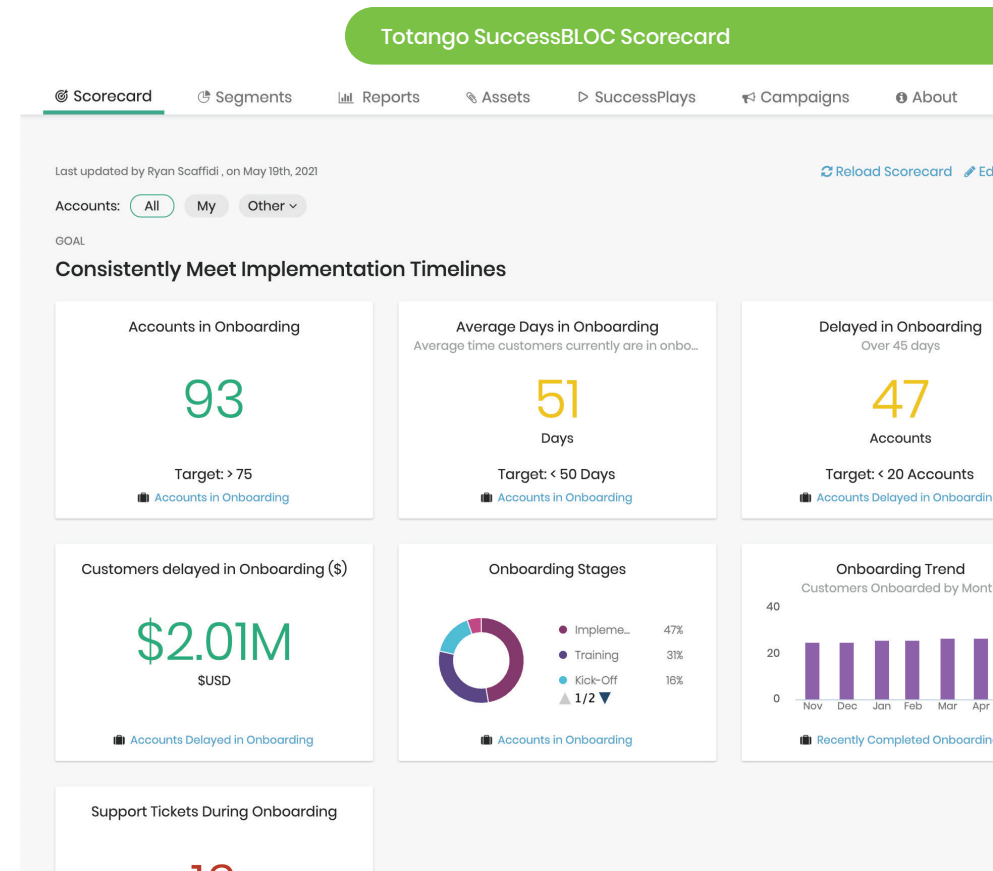 Totango SuccessBLOC Scorecard
Scorecard
Segments
Reports
Assets
SuccessPlays
Campaigns
About
Last updated by Ryan Scaffidi , on May 19th, 2021
Reload Scorecard
Accounts: All My Other
GOAL
Consistently Meet Implementation Timelines
Accounts in Onboarding
93
Target: > 75
Accounts in Onboarding
Average Days in Onboarding
Average time customers currently are in onbo...
51
Days
Target: < 50 Days
Accounts in Onboarding
Delayed in Onboarding
Over 45 days
47
Accounts
Target: < 20 Accounts
Accounts Delayed in Onboardin
Customers delayed in Onboarding ($)
$2.01M
$USD
Accounts Delayed in Onboarding
Onboarding Stages
Impleme... 47%
Training 31%
Kick-Off 16%
1/2
Accounts in Onboarding
Onboarding Trend
Customers Onboarded by Mont
40
20
0
Nov Dec Jan Feb Mar Apr
Recently Completed Onboardin
Support Tickets During Onboarding